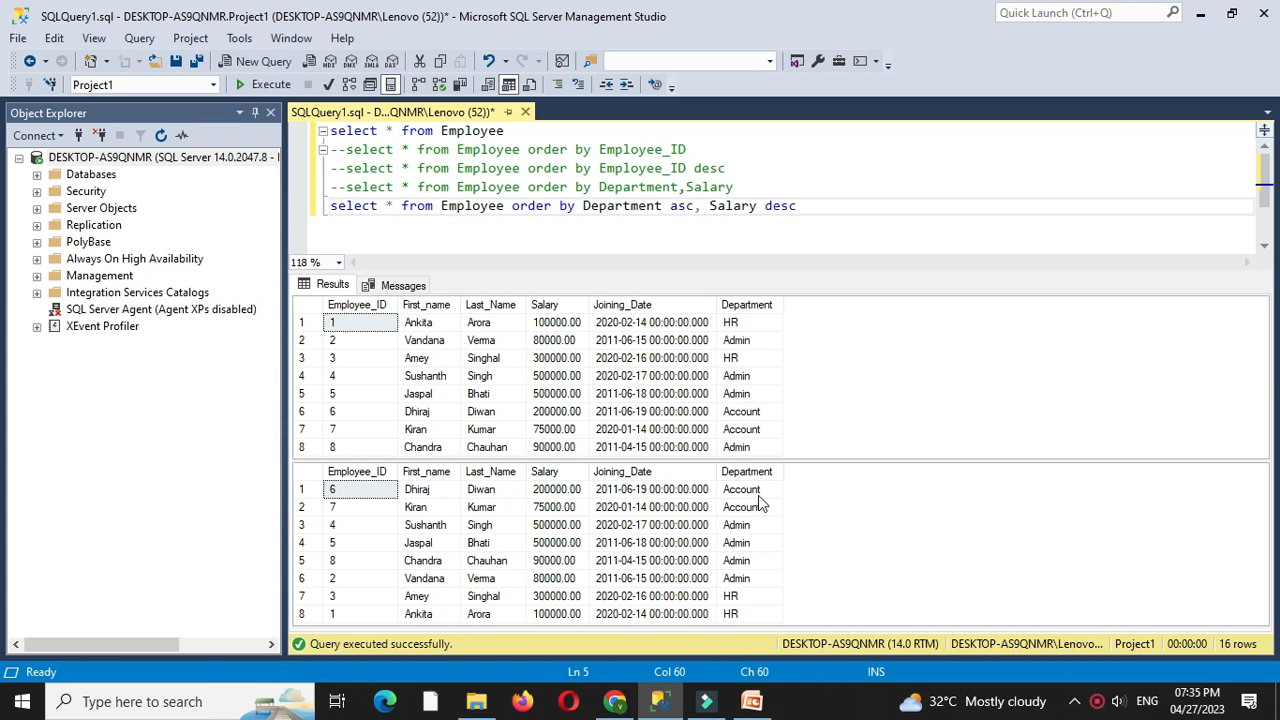 SQLQuery1.sql - DESKTOP-AS9QNMR.Project1 (DESKTOP-AS9QNMR\Lenovo (52))* - Microsoft SQL Server Management Studio
Quick Launch (Ctrl+Q)
File Edit View Query Project Tools Window Help
New Query MDX DMX XMLA DAX
Project1 Execute
Object Explorer
Connect
DESKTOP-AS9QNMR (SQL Server 14.0.2047.8 -
Databases
Security
Server Objects
Replication
PolyBase
Always On High Availability
Management
Integration Services Catalogs
SQL Server Agent (Agent XPs disabled)
XEvent Profiler
SQLQuery1.sql - D...QNMR\Lenovo (52))*
select * from Employee
--select * from Employee order by Employee_ID
--select * from Employee order by Employee_ID desc
--select * from Employee order by Department,Salary
select * from Employee order by Department asc, Salary desc
118 %
Results Messages
Employee_ID First_name Last_Name Salary Joining_Date Department
1 1 Ankita Arora 100000.00 2020-02-14 00:00:00.000 HR
2 2 Vandana Verma 80000.00 2011-06-15 00:00:00.000 Admin
3 3 Amey Singhal 300000.00 2020-02-16 00:00:00.000 HR
4 4 Sushanth Singh 500000.00 2020-02-17 00:00:00.000 Admin
5 5 Jaspal Bhati 500000.00 2011-06-18 00:00:00.000 Admin
6 6 Dhiraj Diwan 200000.00 2011-06-19 00:00:00.000 Account
7 7 Kiran Kumar 75000.00 2020-01-14 00:00:00.000 Account
8 8 Chandra Chauhan 90000.00 2011-04-15 00:00:00.000 Admin
Employee_ID First_name Last_Name Salary Joining_Date Department
1 6 Dhiraj Diwan 200000.00 2011-06-19 00:00:00.000 Account
2 7 Kiran Kumar 75000.00 2020-01-14 00:00:00.000 Account
3 4 Sushanth Singh 500000.00 2020-02-17 00:00:00.000 Admin
4 5 Jaspal Bhati 500000.00 2011-06-18 00:00:00.000 Admin
5 8 Chandra Chauhan 90000.00 2011-04-15 00:00:00.000 Admin
6 2 Vandana Verma 80000.00 2011-06-15 00:00:00.000 Admin
7 3 Amey Singhal 300000.00 2020-02-16 00:00:00.000 HR
8 1 Ankita Arora 100000.00 2020-02-14 00:00:00.000 HR
Query executed successfully. DESKTOP-AS9QNMR (14.0 RTM) DESKTOP-AS9QNMR\Lenovo... Project1 00:00:00 16 rows
Ready Ln 5 Col 60 Ch 60 INS
Type here to search
32°C Mostly cloudy ENG
07:35 PM
04/27/2023